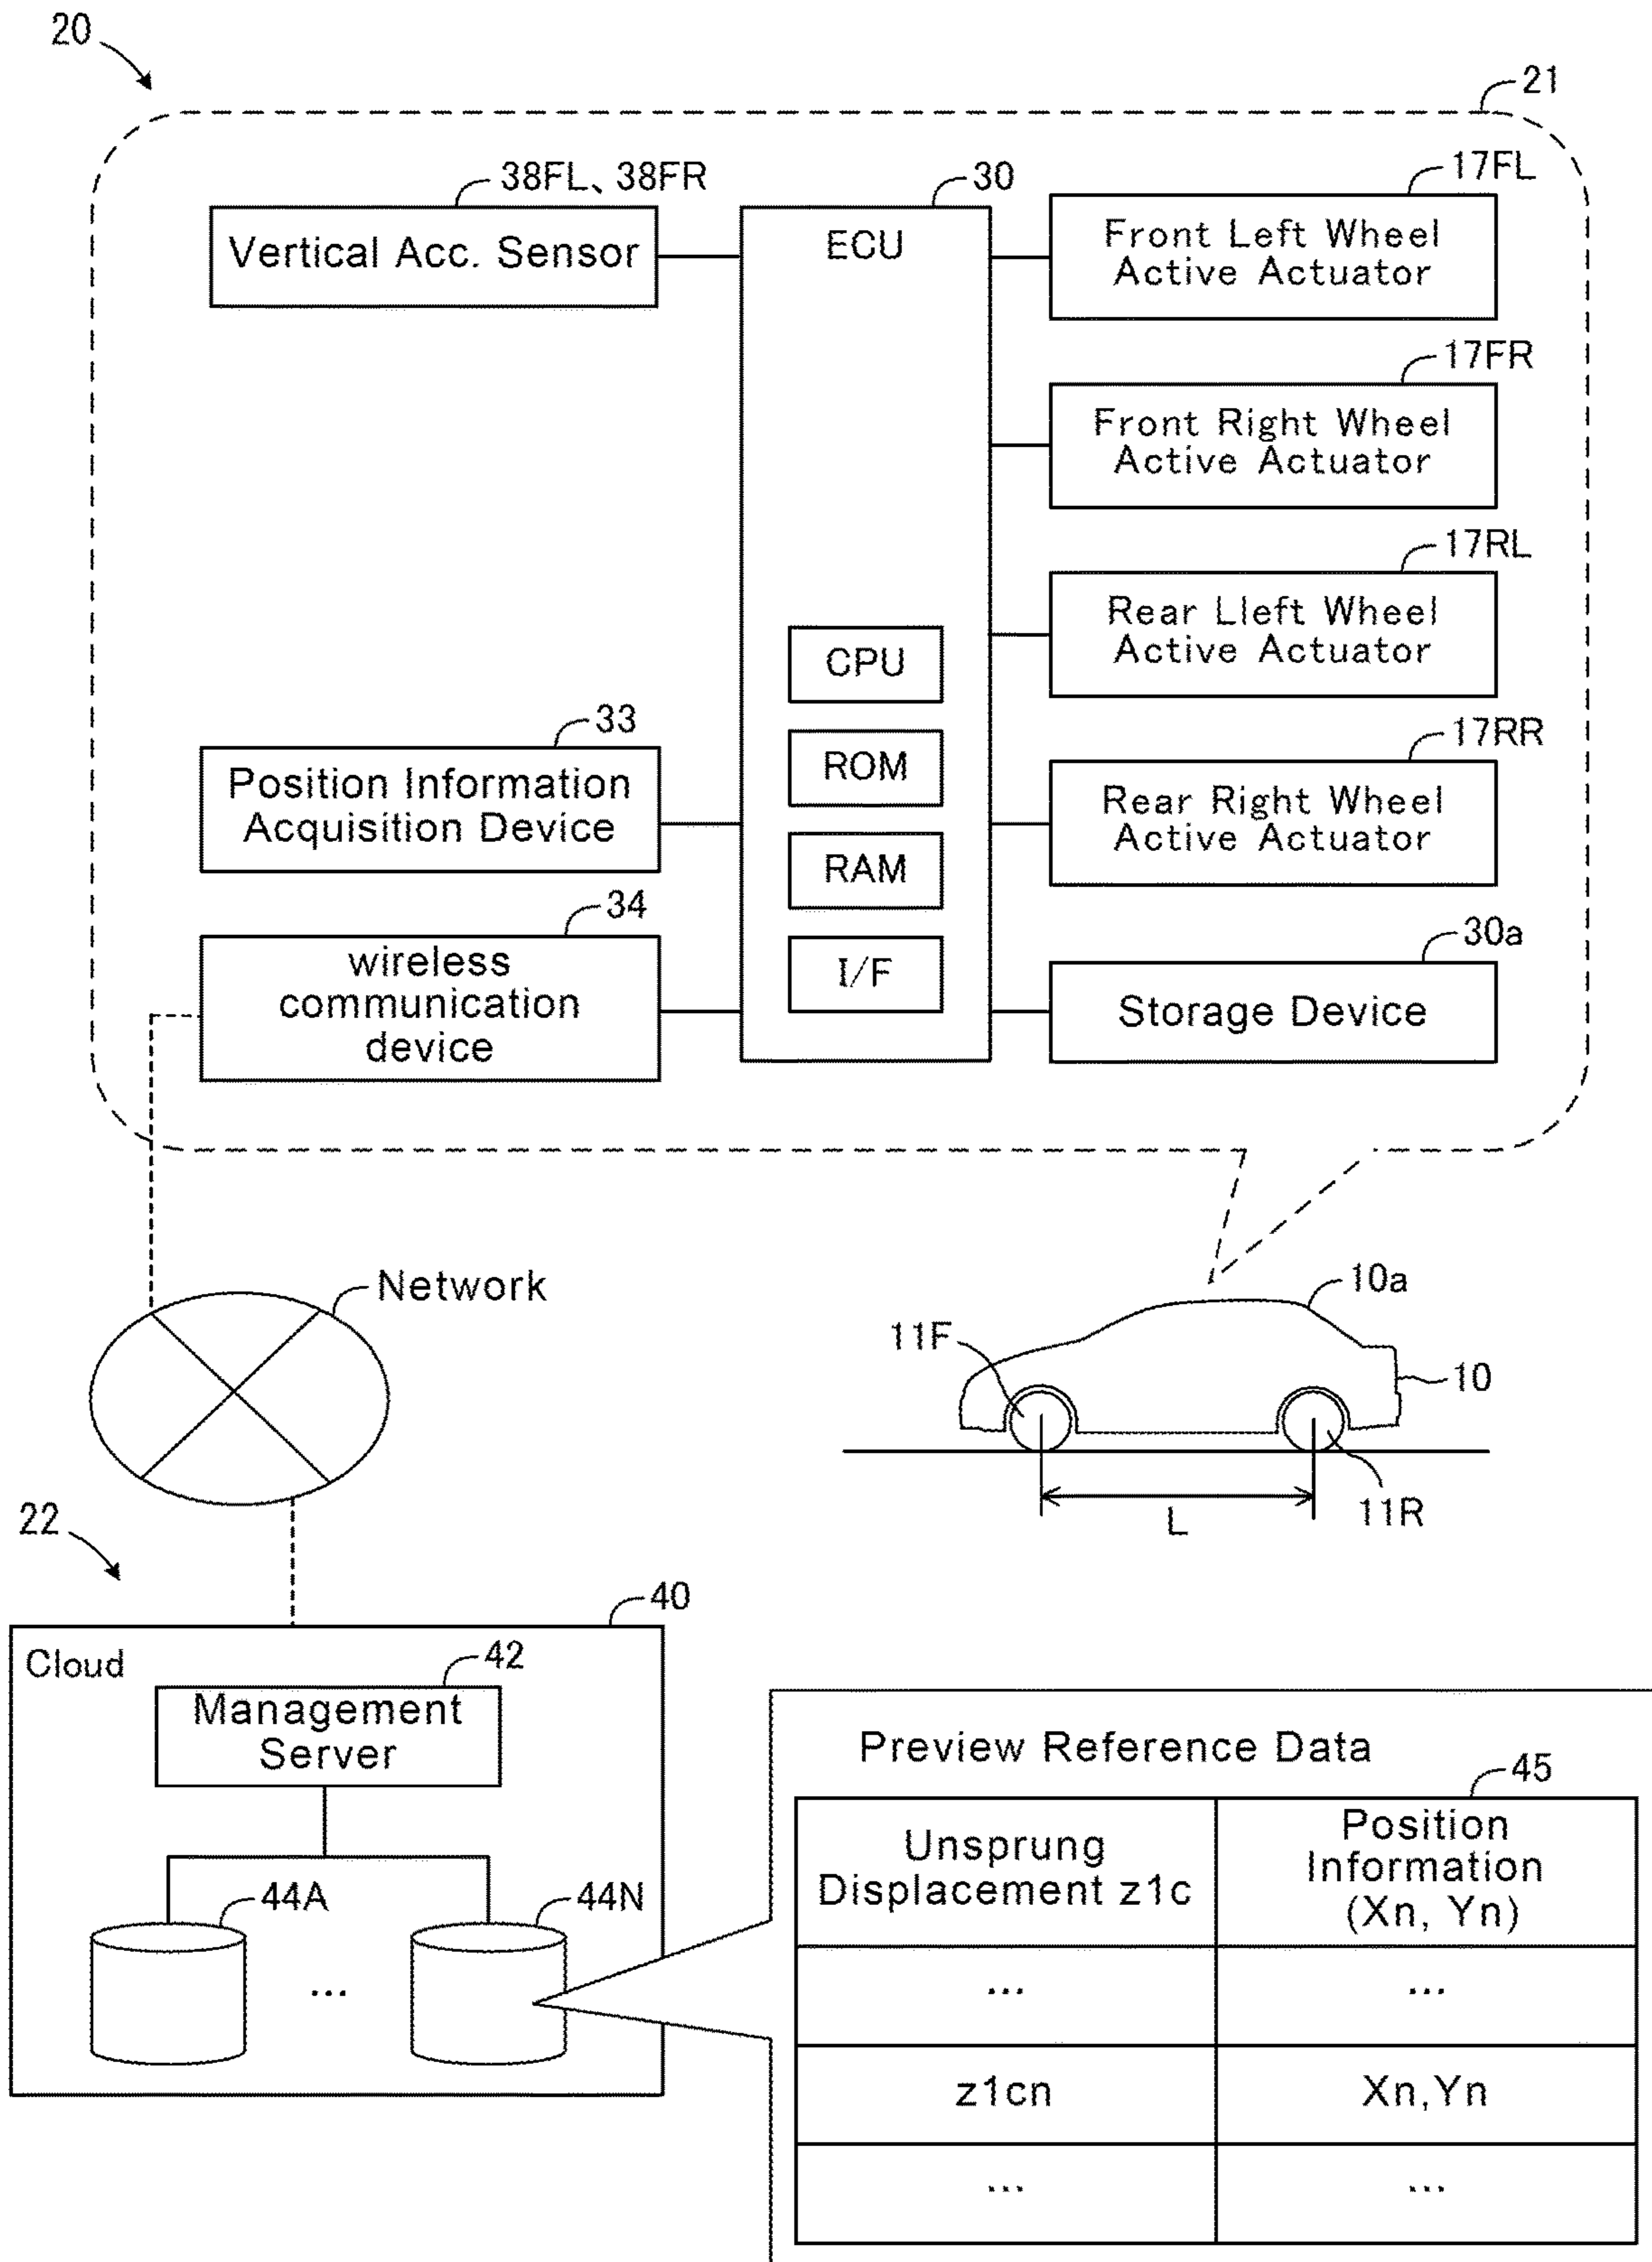 20
21
38FL、38FR
30
17FL
Vertical Acc. Sensor
ECU
Front Left Wheel
Active Actuator
17FR
Front Right Wheel
Active Actuator
17RL
Rear Lleft Wheel
Active Actuator
CPU
33
17RR
Position Information
Acquisition Device
ROM
Rear Right Wheel
Active Actuator
RAM
34
30a
wireless
communication
device
I/F
Storage Device
Network
10a
11F
10
11R
L
22
40
Cloud
42
Management
Server
44A
44N
...
Preview Reference Data
45
Unsprung
Displacement z1c
Position
Information
(Xn, Yn)
...
...
z1cn
Xn,Yn
...
...